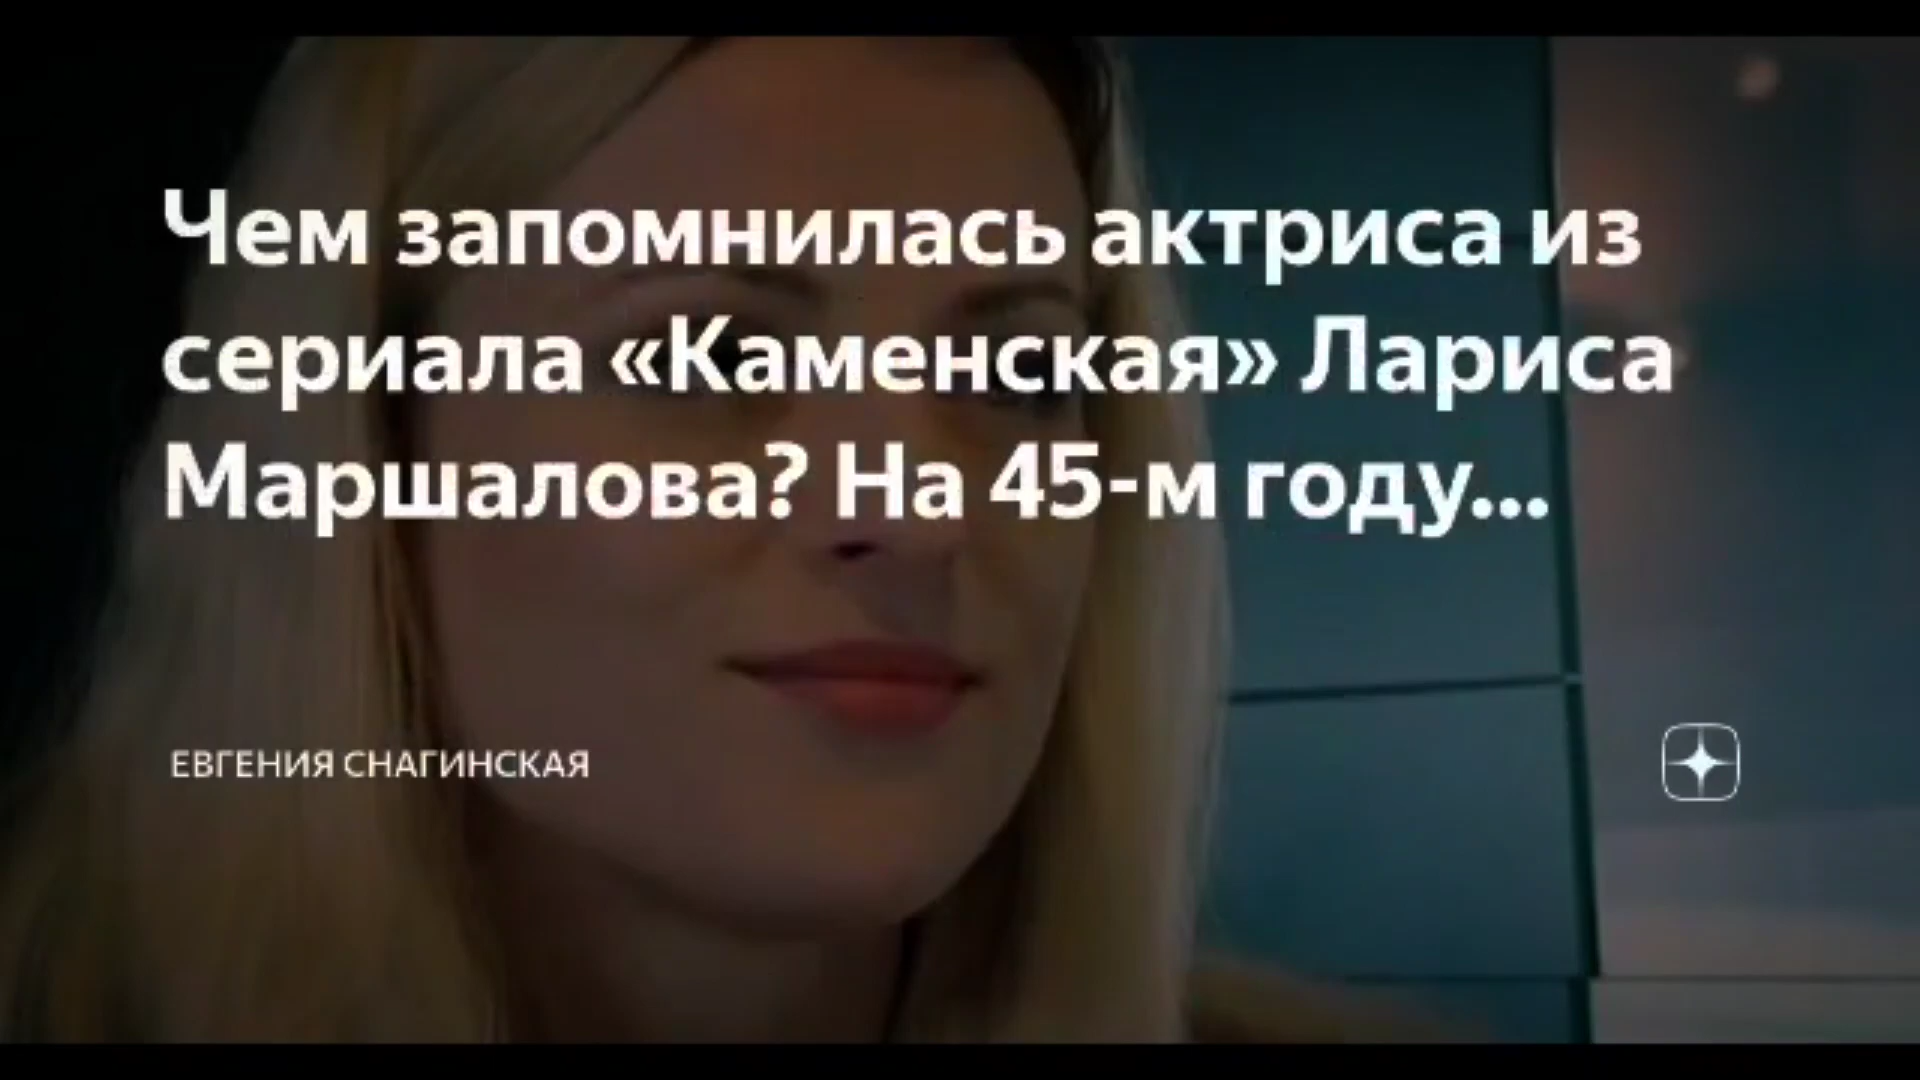 Чем запомнилась актриса из
сериала «Каменская» Лариса
Маршалова? На 45-м году...
ЕВГЕНИЯ СНАГИНСКАЯ